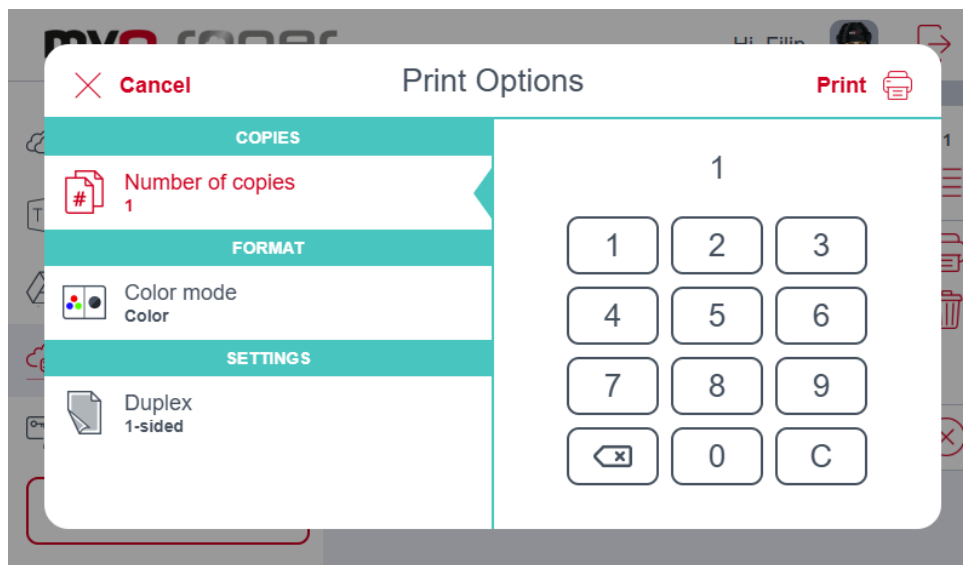 Hi, Filip
Cancel
Print Options
Print
COPIES
Number of copies
1
FORMAT
Color mode
Color
SETTINGS
Duplex
1-sided
1
1 2 3
4 5 6
7 8 9
0 C
1